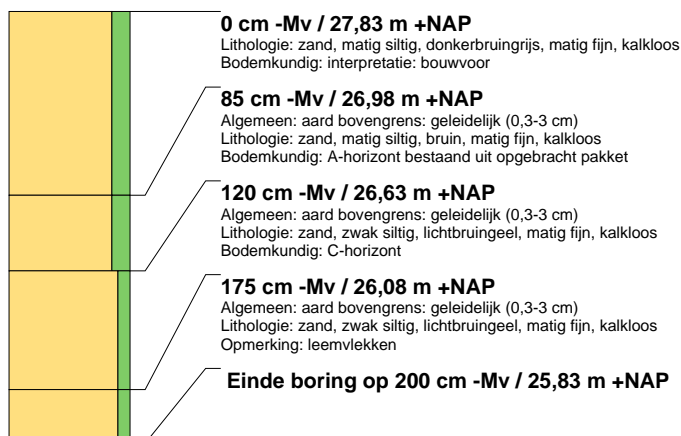 0 cm -Mv / 27,83 m +NAP
Lithologie: zand, matig siltig, donkerbruingrijs, matig fijn, kalkloos
Bodemkundig: interpretatie: bouwvoor
85 cm -Mv / 26,98 m +NAP
Algemeen: aard bovengrens: geleidelijk (0,3-3 cm)
Lithologie: zand, matig siltig, bruin, matig fijn, kalkloos
Bodemkundig: A-horizont bestaand uit opgebracht pakket
120 cm -Mv / 26,63 m +NAP
Algemeen: aard bovengrens: geleidelijk (0,3-3 cm)
Lithologie: zand, zwak siltig, lichtbruingeel, matig fijn, kalkloos
Bodemkundig: C-horizont
175 cm -Mv / 26,08 m +NAP
Algemeen: aard bovengrens: geleidelijk (0,3-3 cm)
Lithologie: zand, zwak siltig, lichtbruingeel, matig fijn, kalkloos
Opmerking: leemvlekken
Einde boring op 200 cm -Mv / 25,83 m +NAP